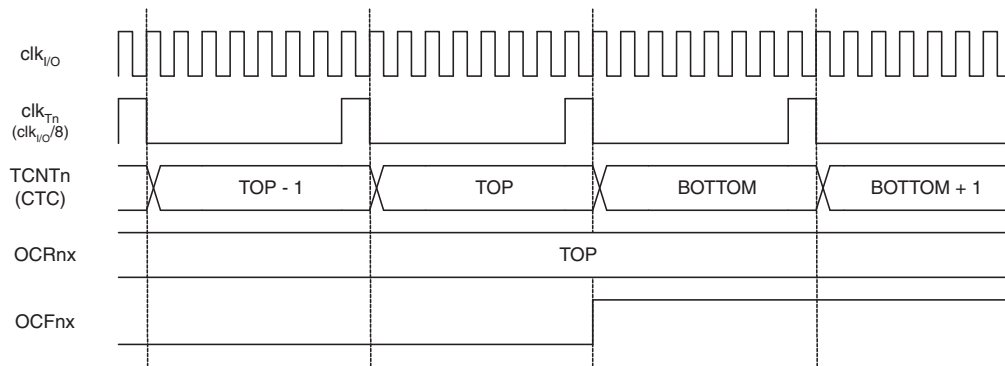 clkI/O
clkTn
(clkI/O/8)
TCNTn
(CTC)
TOP - 1
TOP
BOTTOM
BOTTOM + 1
OCRnx
TOP
OCFnx